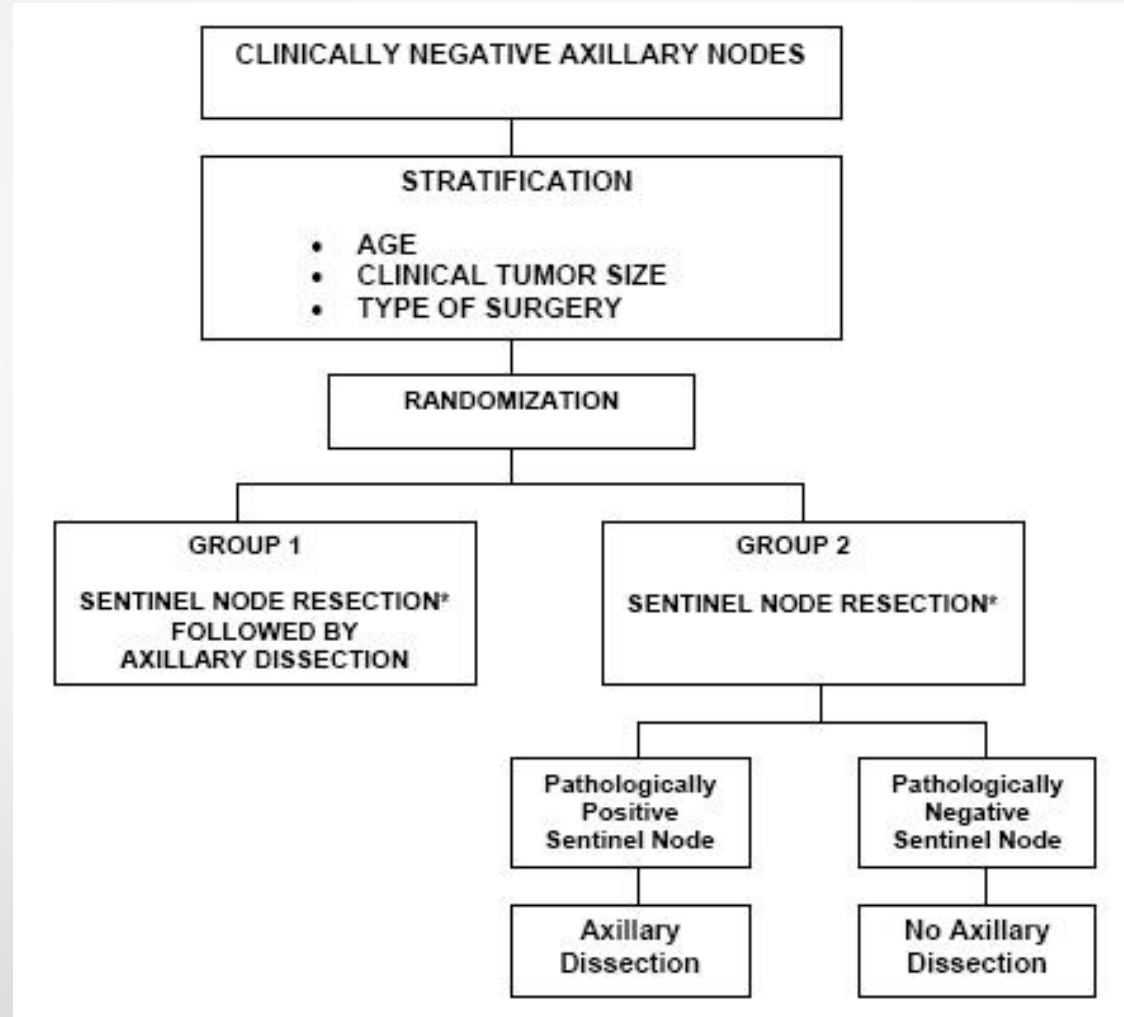 CLINICALLY NEGATIVE AXILLARY NODES
STRATIFICATION
• AGE
• CLINICAL TUMOR SIZE
• TYPE OF SURGERY
RANDOMIZATION
GROUP 1
SENTINEL NODE RESECTION*
FOLLOWED BY
AXILLARY DISSECTION
GROUP 2
SENTINEL NODE RESECTION*
Pathologically
Positive
Sentinel Node
Pathologically
Negative
Sentinel Node
Axillary
Dissection
No Axillary
Dissection